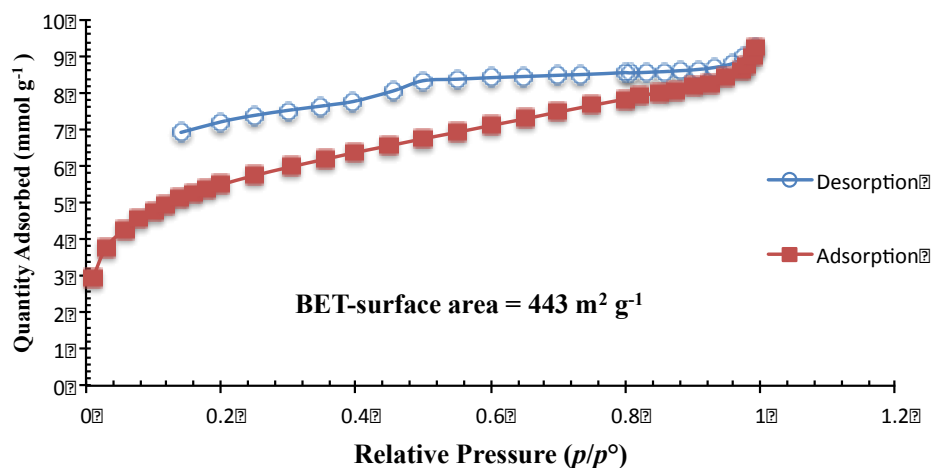 10⍰
9⍰
8⍰
7⍰
6⍰
5⍰
4⍰
3⍰
2⍰
1⍰
0⍰
Quantity Adsorbed (mmol g⁻¹)
Desorption⍰
Adsorption⍰
BET-surface area = 443 m² g⁻¹
0⍰ 0.2⍰ 0.4⍰ 0.6⍰ 0.8⍰ 1⍰ 1.2⍰
Relative Pressure (p/p°)